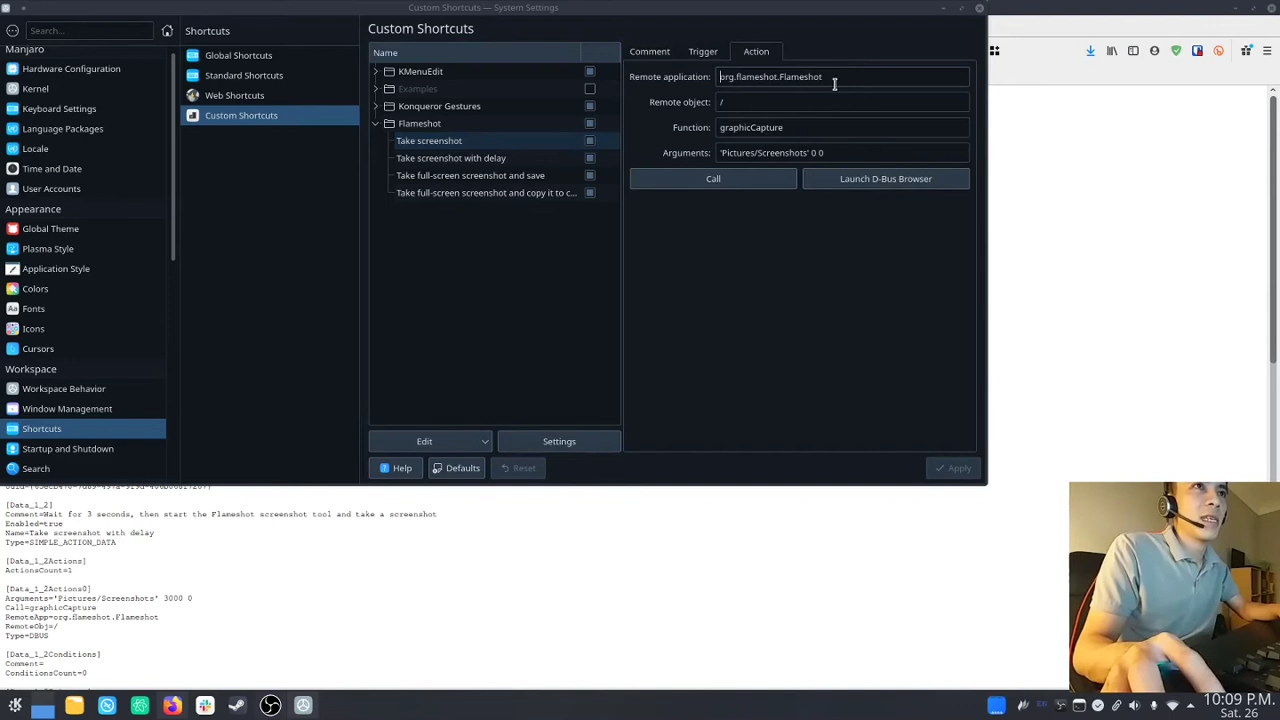 Custom Shortcuts — System Settings
Search...
Manjaro
Hardware Configuration
Kernel
Keyboard Settings
Language Packages
Locale
Time and Date
User Accounts
Appearance
Global Theme
Plasma Style
Application Style
Colors
Aa Fonts
Icons
Cursors
Workspace
Workspace Behavior
Window Management
Shortcuts
Startup and Shutdown
Search
Shortcuts
Global Shortcuts
Standard Shortcuts
Web Shortcuts
Custom Shortcuts
Custom Shortcuts
Name
KMenuEdit
Examples
Konqueror Gestures
Flameshot
Take screenshot
Take screenshot with delay
Take full-screen screenshot and save
Take full-screen screenshot and copy it to c...
Edit
Settings
Help
Defaults
Reset
Comment
Trigger
Action
Remote application: org.flameshot.Flameshot
Remote object: /
Function: graphicCapture
Arguments: 'Pictures/Screenshots' 0 0
Call
Launch D-Bus Browser
Apply
[Data_1_2]
Comment=Wait for 3 seconds, then start the Flameshot screenshot tool and take a screenshot
Enabled=true
Name=Take screenshot with delay
Type=SIMPLE_ACTION_DATA
[Data_1_2Actions]
ActionsCount=1
[Data_1_2Actions0]
Arguments='Pictures/Screenshots' 3000 0
Call=graphicCapture
RemoteApp=org.flameshot.Flameshot
RemoteObj=/
Type=DBUS
[Data_1_2Conditions]
Comment=
ConditionsCount=0
EN
10:09 PM
Sat. 26